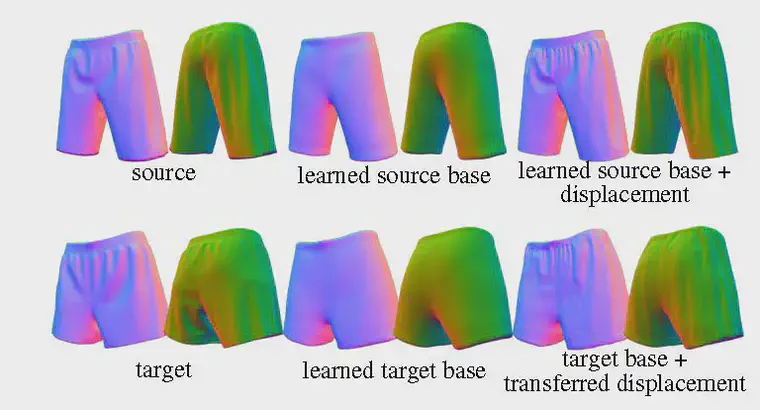 source
learned source base
learned source base +
displacement
target
learned target base
target base +
transferred displacement